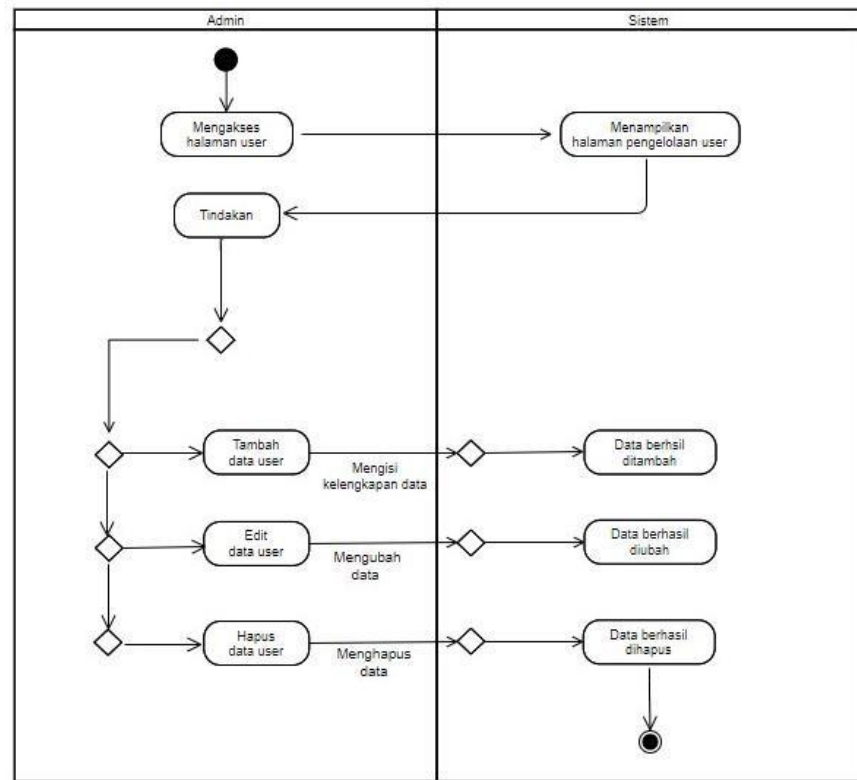 Admin
Sistem
Mengakses
halaman user
Menampilkan
halaman pengelolaan user
Tindakan
Tambah
data user
Mengisi
kelengkapan data
Data berhsil
ditambah
Edit
data user
Mengubah
data
Data berhasil
diubah
Hapus
data user
Menghapus
data
Data berhasil
dihapus